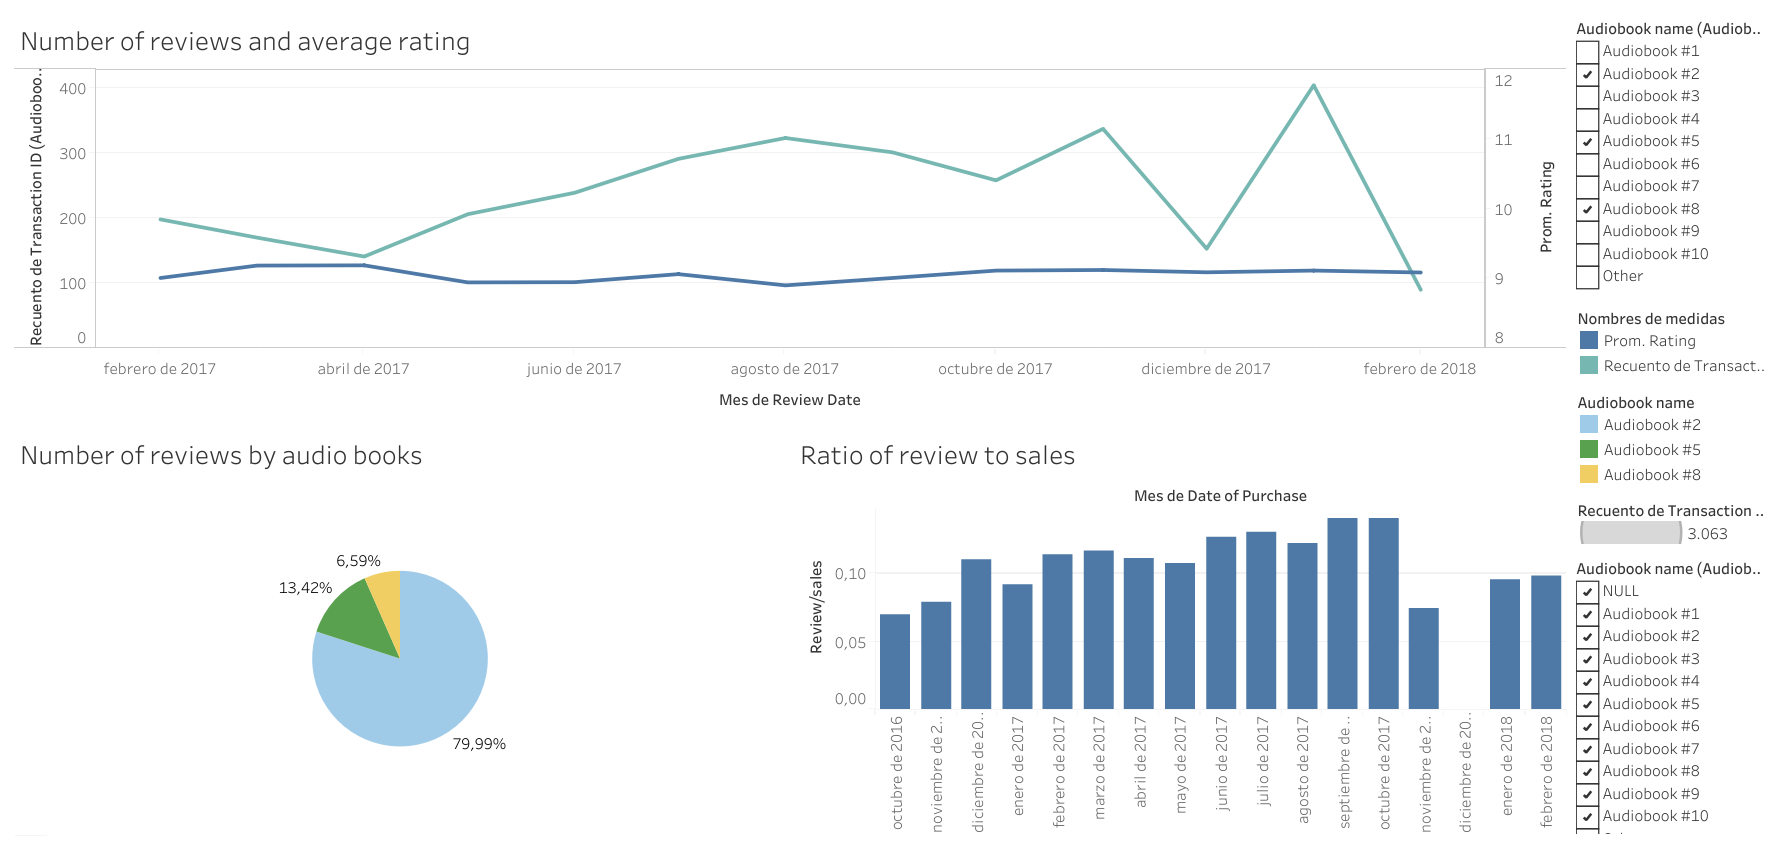 Number of reviews and average rating
Recuento de Transaction ID (Audioboo..
400
300
200
100
0
12
11
10
9
8
Prom. Rating
febrero de 2017
abril de 2017
junio de 2017
agosto de 2017
octubre de 2017
diciembre de 2017
febrero de 2018
Mes de Review Date
Number of reviews by audio books
6,59%
13,42%
79,99%
Ratio of review to sales
Mes de Date of Purchase
Review/sales
0,10
0,05
0,00
octubre de 2016
noviembre de 2..
diciembre de 20..
enero de 2017
febrero de 2017
marzo de 2017
abril de 2017
mayo de 2017
junio de 2017
julio de 2017
agosto de 2017
septiembre de ..
octubre de 2017
noviembre de 2..
diciembre de 20..
enero de 2018
febrero de 2018
Audiobook name (Audiob..
Audiobook #1
Audiobook #2
Audiobook #3
Audiobook #4
Audiobook #5
Audiobook #6
Audiobook #7
Audiobook #8
Audiobook #9
Audiobook #10
Other
Nombres de medidas
Prom. Rating
Recuento de Transact..
Audiobook name
Audiobook #2
Audiobook #5
Audiobook #8
Recuento de Transaction ..
3.063
Audiobook name (Audiob..
NULL
Audiobook #1
Audiobook #2
Audiobook #3
Audiobook #4
Audiobook #5
Audiobook #6
Audiobook #7
Audiobook #8
Audiobook #9
Audiobook #10